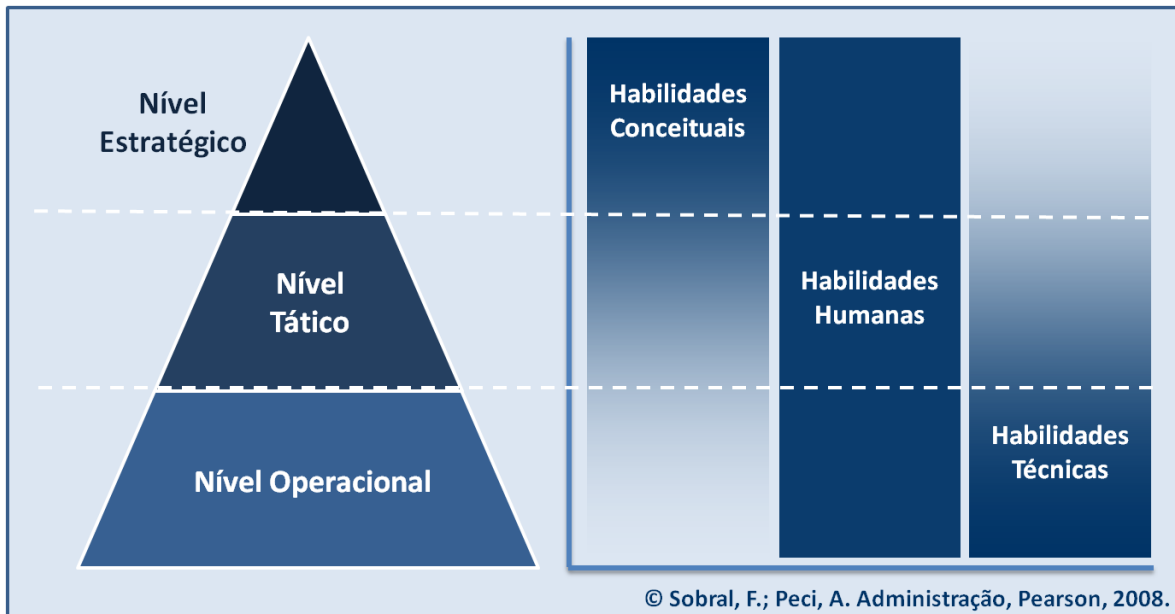 Nível
Estratégico
Nível
Tático
Nível Operacional
Habilidades
Conceituais
Habilidades
Humanas
Habilidades
Técnicas
© Sobral, F.; Peci, A. Administração, Pearson, 2008.